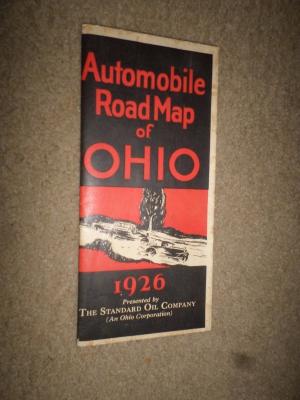 Automobile
Road Map
of
OHIO
1926
Presented by
THE STANDARD OIL COMPANY
(An Ohio Corporation)